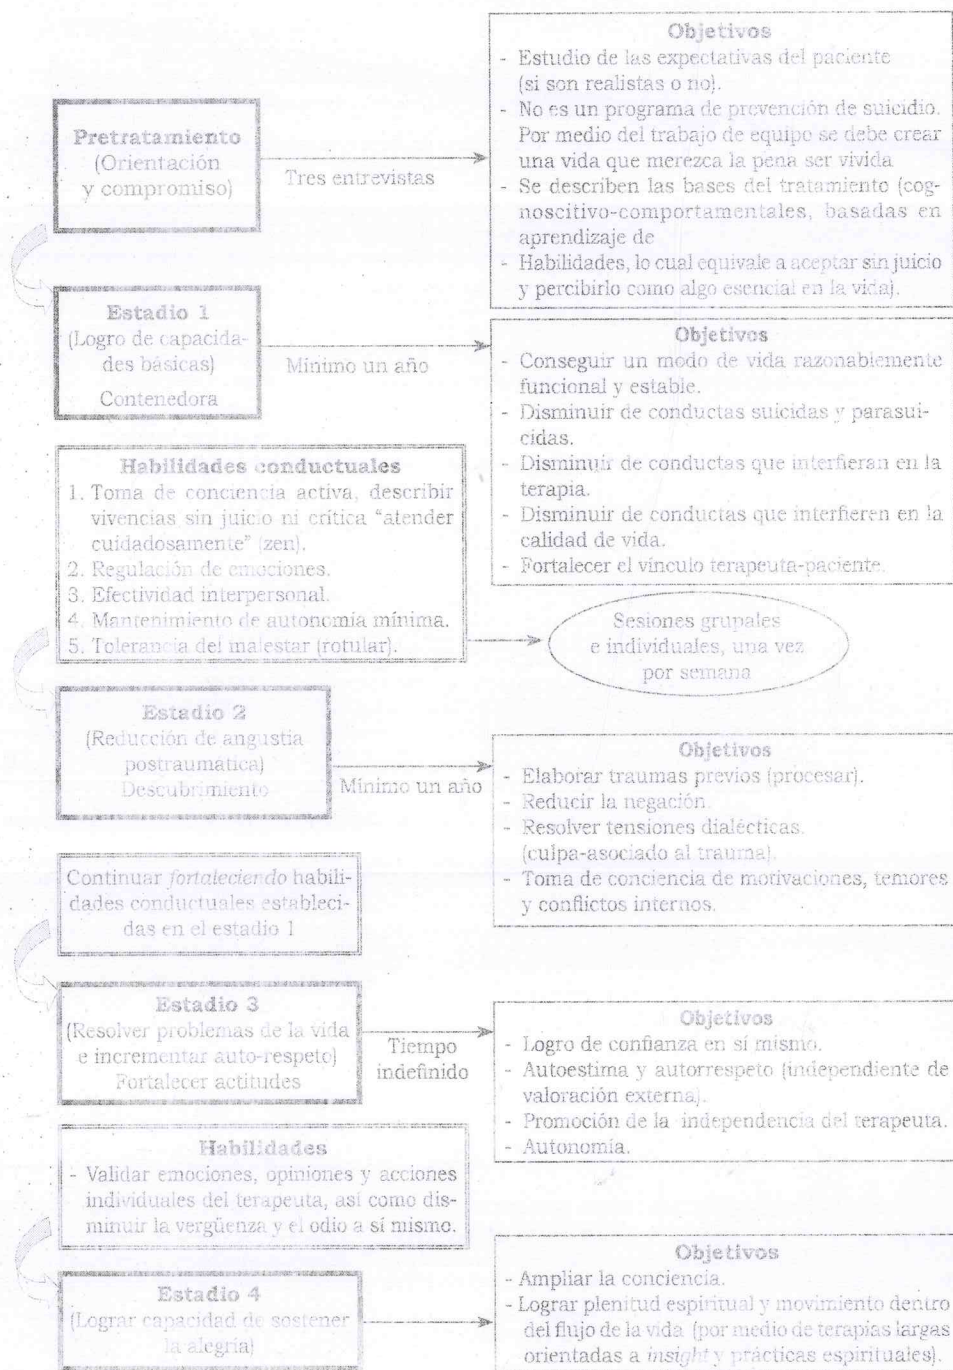 Pretratamiento
(Orientación
y compromiso)
Tres entrevistas
Objetivos
- Estudio de las expectativas del paciente
(si son realistas o no).
- No es un programa de prevención de suicidio.
Por medio del trabajo de equipo se debe crear
una vida que merezca la pena ser vivida
- Se describen las bases del tratamiento (cog-
noscitivo-comportamentales, basadas en
aprendizaje de
- Habilidades, lo cual equivale a aceptar sin juicio
y percibirlo como algo esencial en la vida).
Estadio 1
(Logro de capacida-
des básicas)
Contenedora
Mínimo un año
Objetivos
- Conseguir un modo de vida razonablemente
funcional y estable.
- Disminuir de conductas suicidas y parasui-
cidas.
- Disminuir de conductas que interfieran en la
terapia.
- Disminuir de conductas que interfieren en la
calidad de vida.
- Fortalecer el vínculo terapeuta-paciente.
Habilidades conductuales
1. Toma de conciencia activa, describir
vivencias sin juicio ni crítica "atender
cuidadosamente" (zen).
2. Regulación de emociones.
3. Efectividad interpersonal.
4. Mantenimiento de autonomía mínima.
5. Tolerancia del malestar (rotular).
Sesiones grupales
e individuales, una vez
por semana
Estadio 2
(Reducción de angustia
postraumática)
Descubrimiento
Mínimo un año
Objetivos
- Elaborar traumas previos (procesar).
- Reducir la negación.
- Resolver tensiones dialécticas.
(culpa-asociado al trauma).
- Toma de conciencia de motivaciones, temores
y conflictos internos.
Continuar fortaleciendo habili-
dades conductuales estableci-
das en el estadio 1
Estadio 3
(Resolver problemas de la vida
e incrementar auto-respeto)
Fortalecer actitudes
Tiempo
indefinido
Objetivos
- Logro de confianza en sí mismo.
- Autoestima y autorrespeto (independiente de
valoración externa).
- Promoción de la independencia del terapeuta.
- Autonomía.
Habilidades
- Validar emociones, opiniones y acciones
individuales del terapeuta, así como dis-
minuir la vergüenza y el odio a sí mismo.
Estadio 4
(Lograr capacidad de sostener
la alegría)
Objetivos
- Ampliar la conciencia.
- Lograr plenitud espiritual y movimiento dentro
del flujo de la vida (por medio de terapias largas
orientadas a insight y prácticas espirituales).